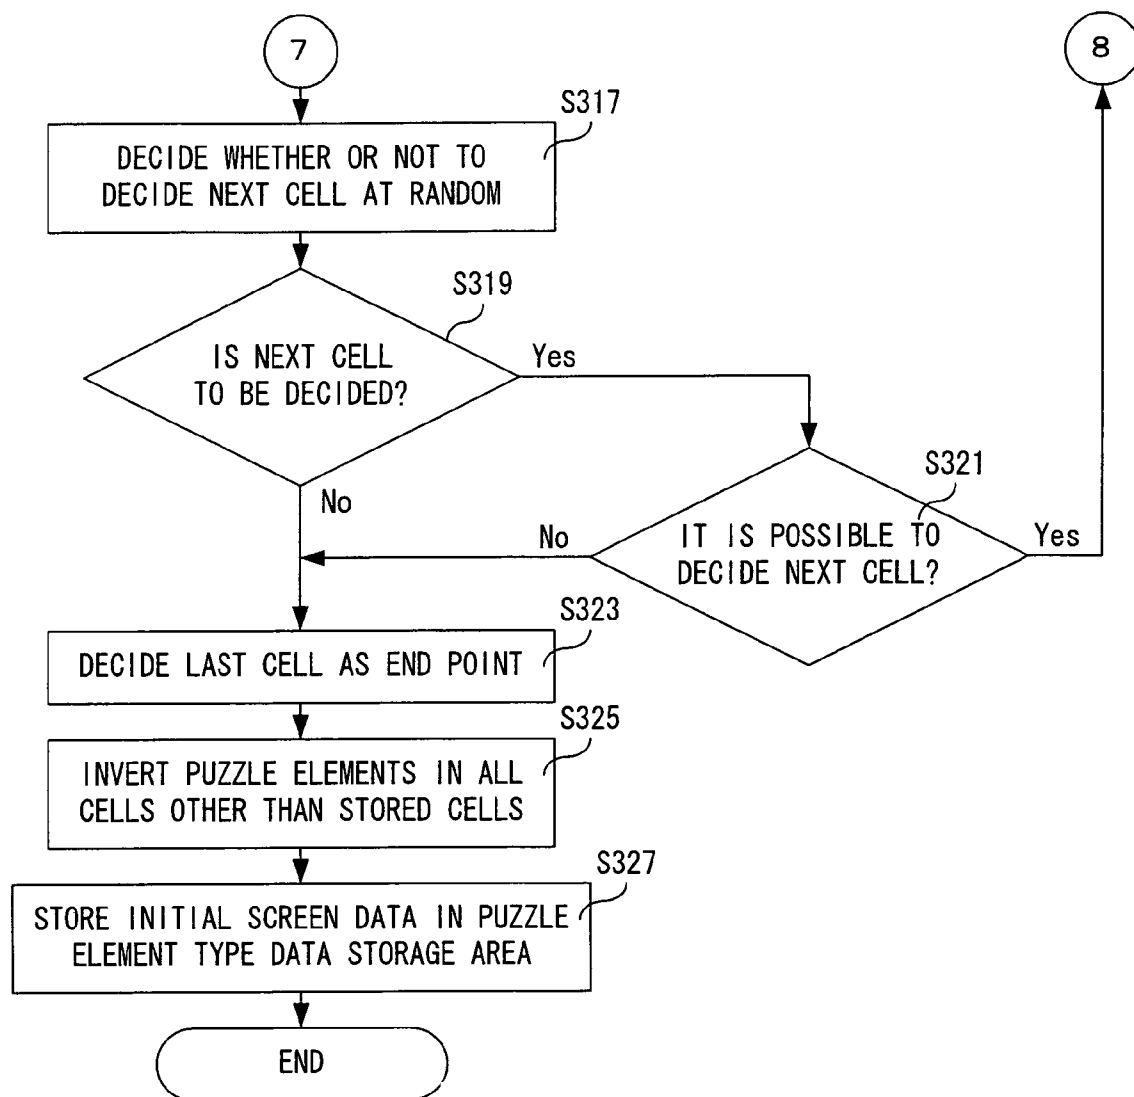 7
8
S317
DECIDE WHETHER OR NOT TO
DECIDE NEXT CELL AT RANDOM
S319
IS NEXT CELL
TO BE DECIDED?
Yes
No
S321
IT IS POSSIBLE TO
DECIDE NEXT CELL?
No
Yes
S323
DECIDE LAST CELL AS END POINT
S325
INVERT PUZZLE ELEMENTS IN ALL
CELLS OTHER THAN STORED CELLS
S327
STORE INITIAL SCREEN DATA IN PUZZLE
ELEMENT TYPE DATA STORAGE AREA
END